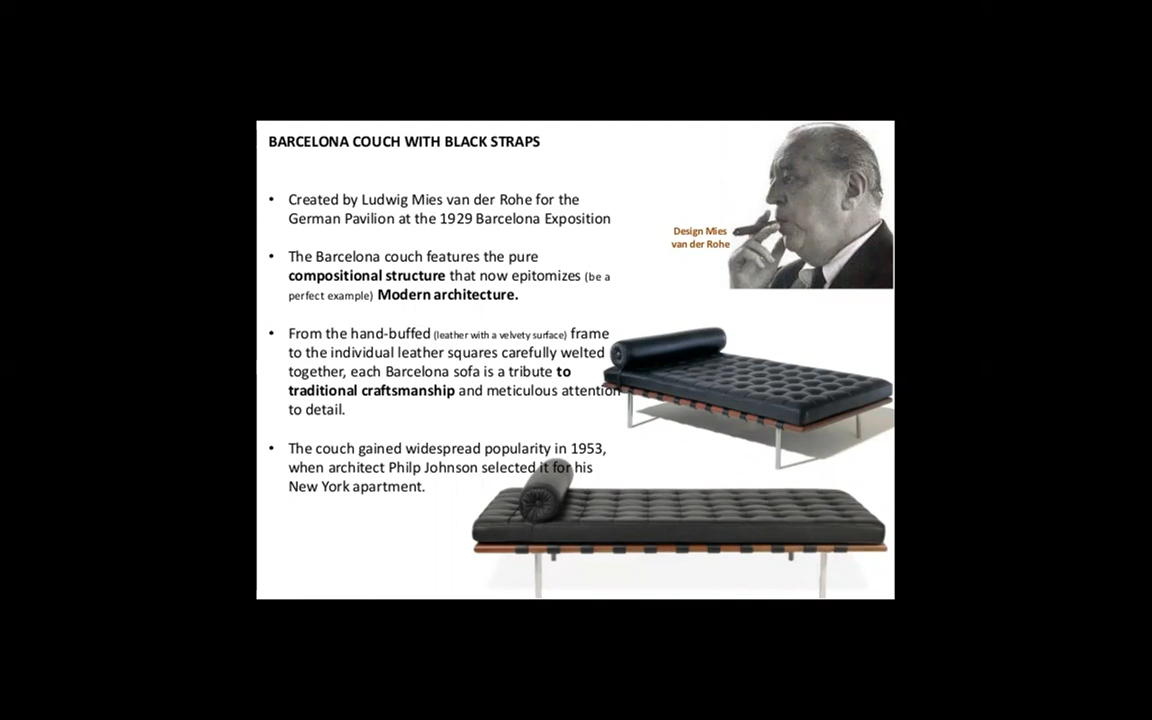 BARCELONA COUCH WITH BLACK STRAPS
• Created by Ludwig Mies van der Rohe for the
German Pavilion at the 1929 Barcelona Exposition
• The Barcelona couch features the pure
compositional structure that now epitomizes (be a
perfect example) Modern architecture.
• From the hand-buffed (leather with a velvety surface) frame
to the individual leather squares carefully welted
together, each Barcelona sofa is a tribute to
traditional craftsmanship and meticulous attention
to detail.
• The couch gained widespread popularity in 1953,
when architect Philp Johnson selected it for his
New York apartment.
Design Mies
van der Rohe